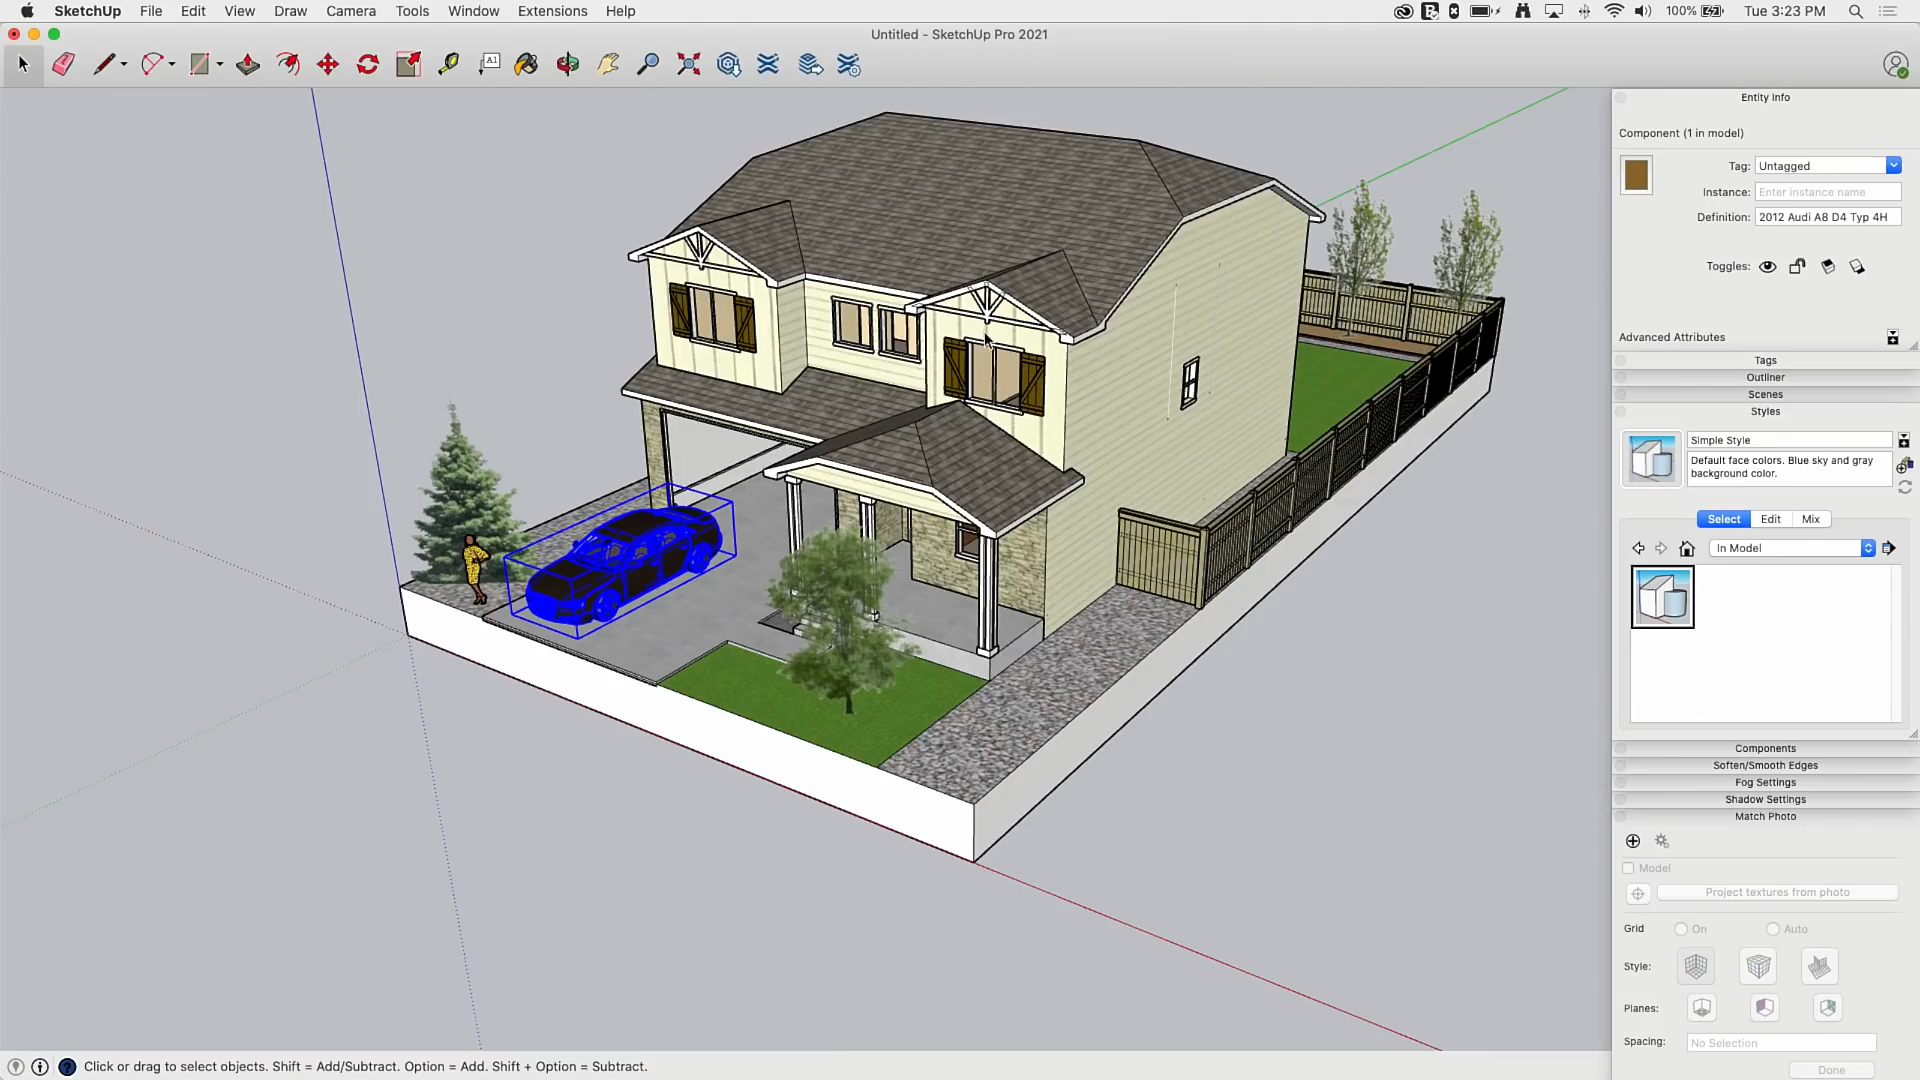 SketchUp File Edit View Draw Camera Tools Window Extensions Help 100% Tue 3:23 PM
Untitled - SketchUp Pro 2021
A1
Entity Info
Component (1 in model)
Tag: Untagged
Instance: Enter instance name
Definition: 2012 Audi A8 D4 Typ 4H
Toggles:
Advanced Attributes
Tags
Outliner
Scenes
Styles
Simple Style
Default face colors. Blue sky and gray
background color.
Select Edit Mix
In Model
Components
Soften/Smooth Edges
Fog Settings
Shadow Settings
Match Photo
Model
Project textures from photo
Grid On Auto
Style:
Planes:
Spacing: No Selection
Done
Click or drag to select objects. Shift = Add/Subtract. Option = Add. Shift + Option = Subtract.